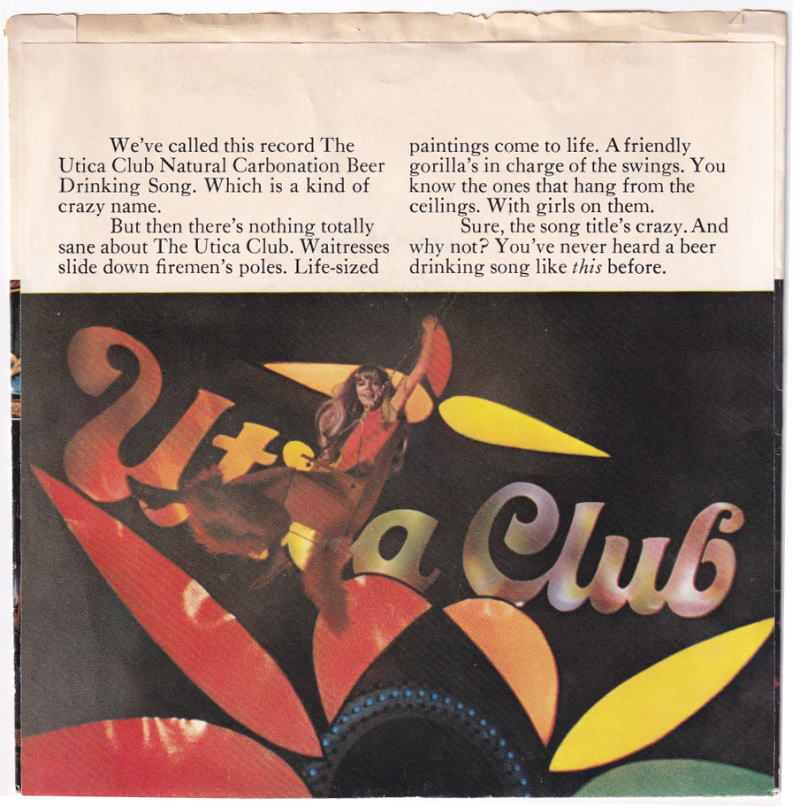 We've called this record The
Utica Club Natural Carbonation Beer
Drinking Song. Which is a kind of
crazy name.
But then there's nothing totally
sane about The Utica Club. Waitresses
slide down firemen's poles. Life-sized
paintings come to life. A friendly
gorilla's in charge of the swings. You
know the ones that hang from the
ceilings. With girls on them.
Sure, the song title's crazy. And
why not? You've never heard a beer
drinking song like this before.
Utica Club